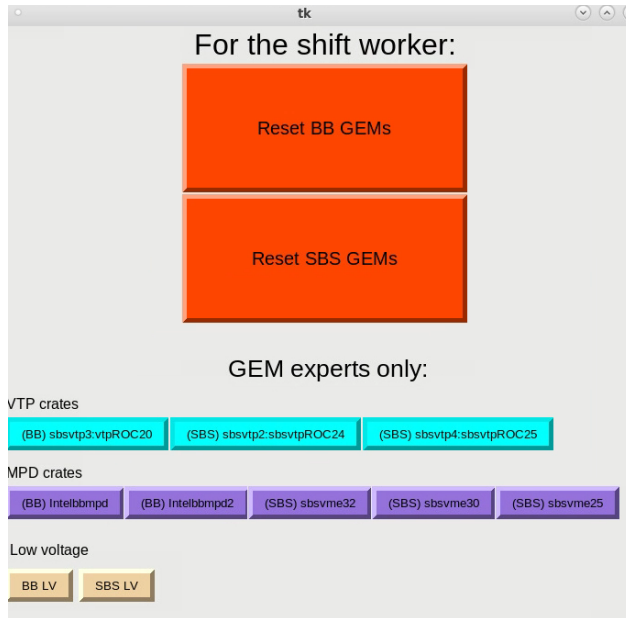 tk
For the shift worker:
Reset BB GEMs
Reset SBS GEMs
GEM experts only:
VTP crates
(BB) sbsvtp3:vtpROC20 (SBS) sbsvtp2:sbsvtpROC24 (SBS) sbsvtp4:sbsvtpROC25
MPD crates
(BB) Intelbbmpd (BB) Intelbbmpd2 (SBS) sbsvme32 (SBS) sbsvme30 (SBS) sbsvme25
Low voltage
BB LV SBS LV